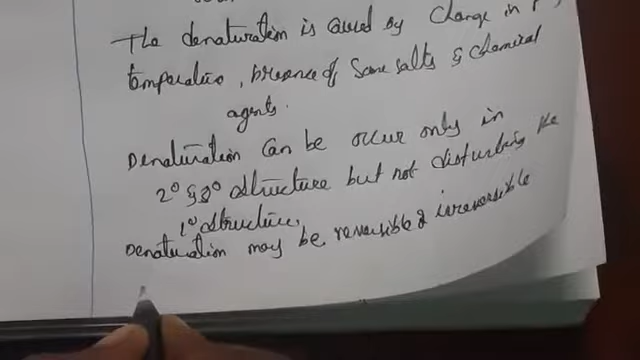 The denaturation is caused by change in P,
temperature, presence of some salts & chemical
agents.
Denaturation can be occur only in
2° & 3° structure but not disturbing the
1° structure.
Denaturation may be reversible & irreversible